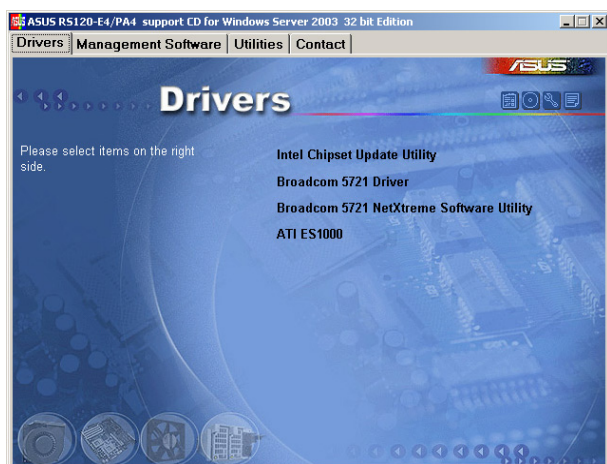 ASUS RS120-E4/PA4 support CD for Windows Server 2003 32 bit Edition
Drivers Management Software Utilities Contact
ASUS
Drivers
Please select items on the right
side.
Intel Chipset Update Utility
Broadcom 5721 Driver
Broadcom 5721 NetXtreme Software Utility
ATI ES1000